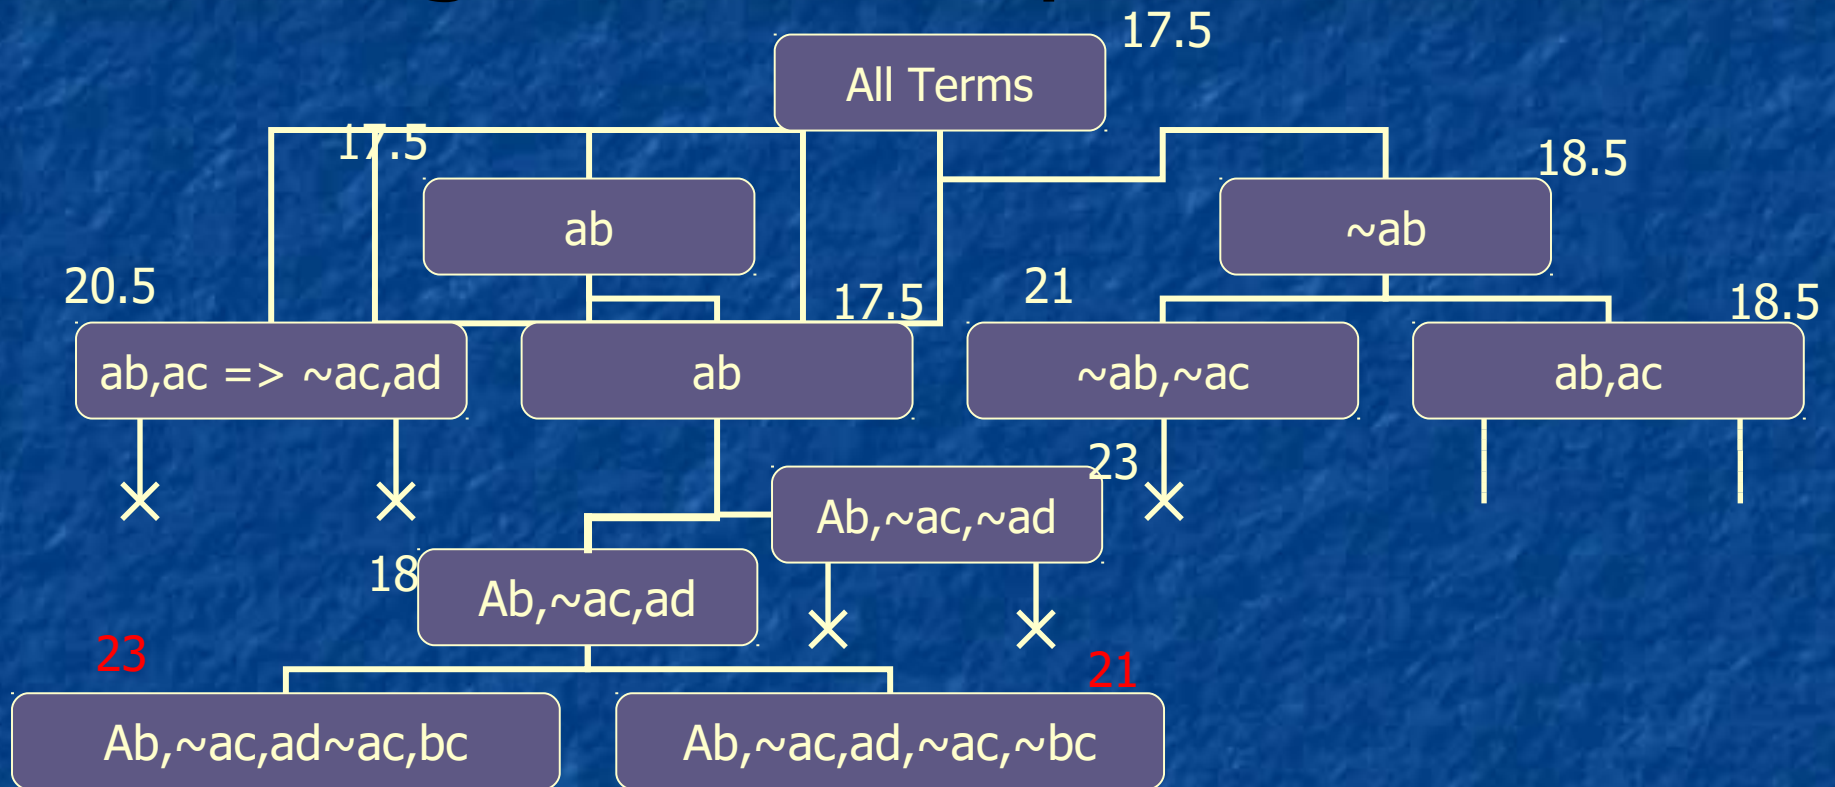 17.5
All Terms
17.5
18.5
ab
~ab
20.5
17.5
21
18.5
ab,ac => ~ac,ad
ab
~ab,~ac
ab,ac
23
Ab,~ac,~ad
18
Ab,~ac,ad
23
21
Ab,~ac,ad~ac,bc
Ab,~ac,ad,~ac,~bc